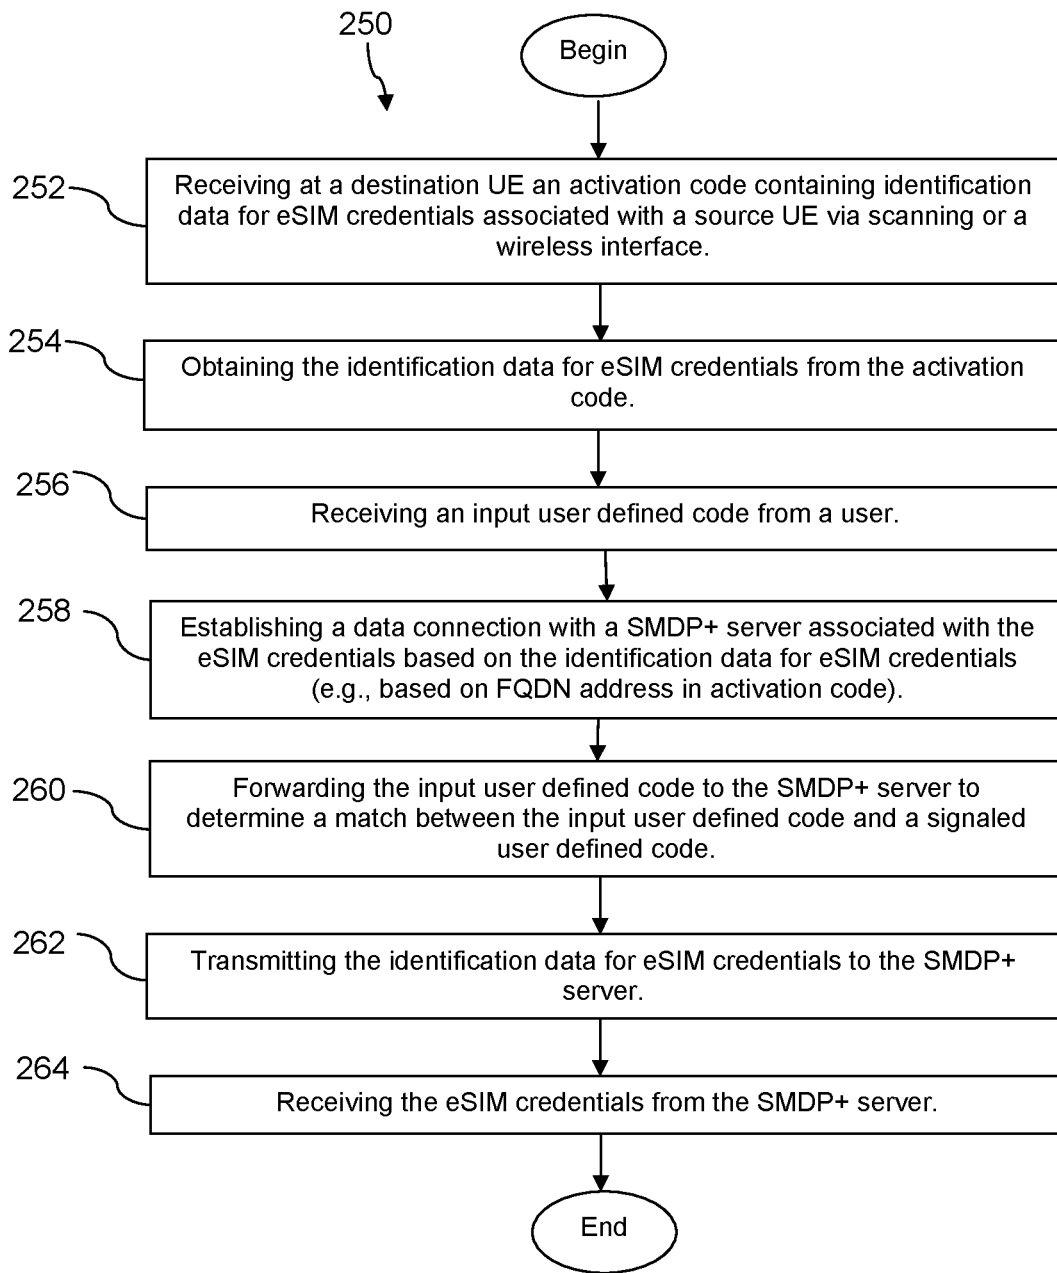 250
Begin
252
Receiving at a destination UE an activation code containing identification
data for eSIM credentials associated with a source UE via scanning or a
wireless interface.
254
Obtaining the identification data for eSIM credentials from the activation
code.
256
Receiving an input user defined code from a user.
258
Establishing a data connection with a SMDP+ server associated with the
eSIM credentials based on the identification data for eSIM credentials
(e.g., based on FQDN address in activation code).
260
Forwarding the input user defined code to the SMDP+ server to
determine a match between the input user defined code and a signaled
user defined code.
262
Transmitting the identification data for eSIM credentials to the SMDP+
server.
264
Receiving the eSIM credentials from the SMDP+ server.
End